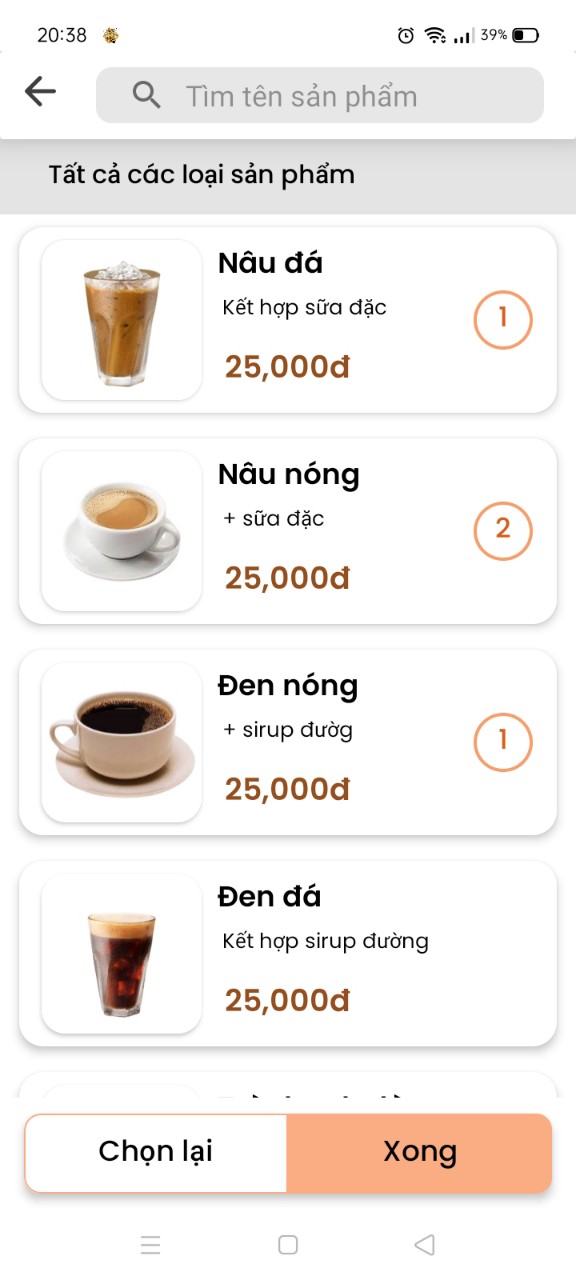 20:38
39%
Tìm tên sản phẩm
Tất cả các loại sản phẩm
Nâu đá
Kết hợp sữa đặc
25,000đ
1
Nâu nóng
+ sữa đặc
25,000đ
2
Đen nóng
+ sirup đườg
25,000đ
1
Đen đá
Kết hợp sirup đường
25,000đ
Chọn lại
Xong